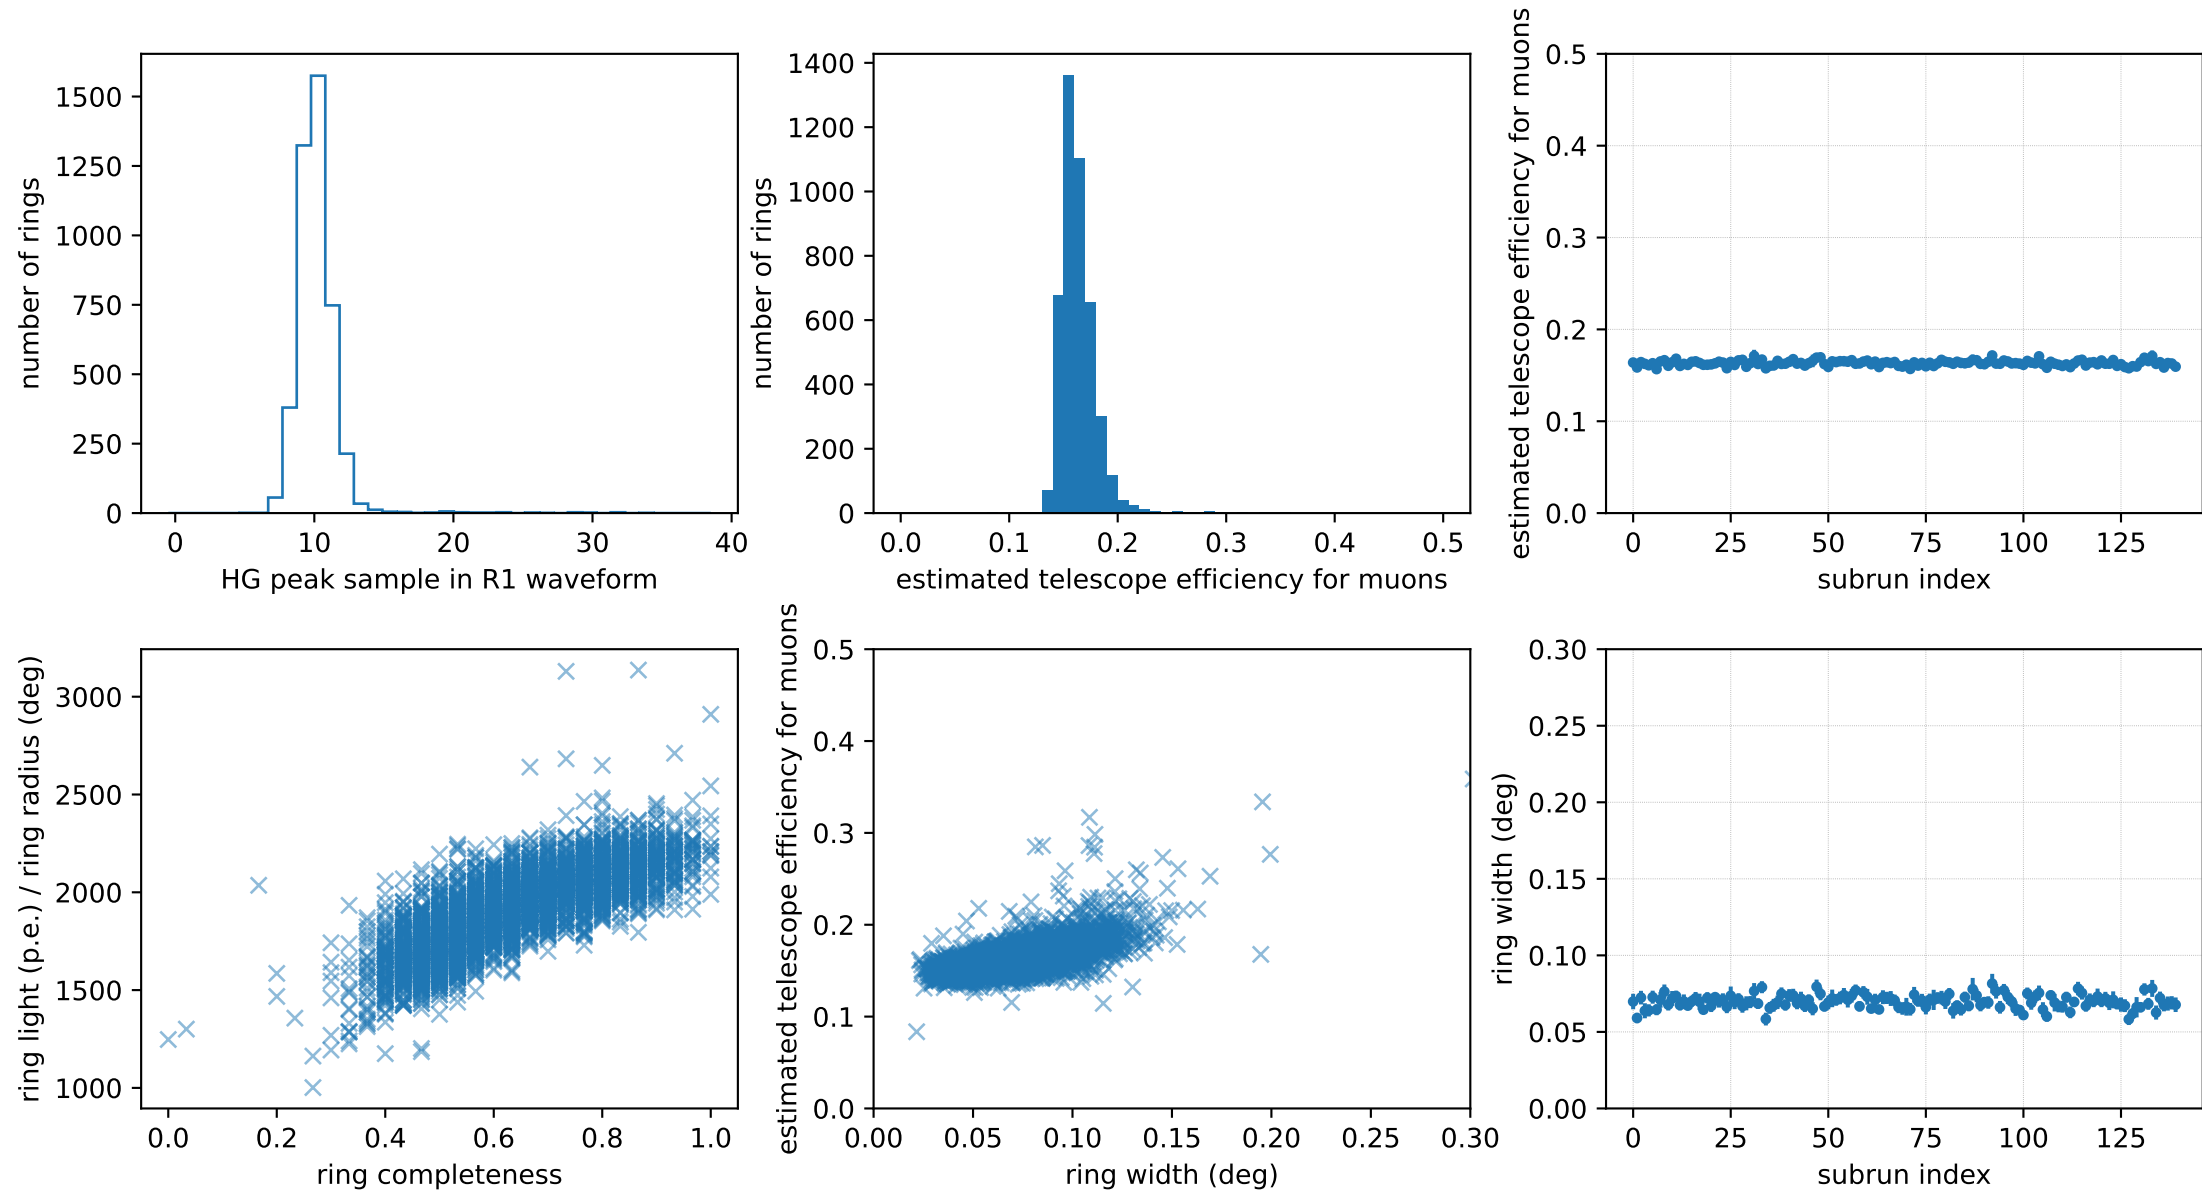 number of rings
1500
1250
1000
750
500
250
0
0 10 20 30 40
HG peak sample in R1 waveform
number of rings
1400
1200
1000
800
600
400
200
0
0.0 0.1 0.2 0.3 0.4 0.5
estimated telescope efficiency for muons
estimated telescope efficiency for muons
0.5
0.4
0.3
0.2
0.1
0.0
0 25 50 75 100 125
subrun index
ring light (p.e.) / ring radius (deg)
3000
2500
2000
1500
1000
0.0 0.2 0.4 0.6 0.8 1.0
ring completeness
estimated telescope efficiency for muons
0.5
0.4
0.3
0.2
0.1
0.0
0.00 0.05 0.10 0.15 0.20 0.25 0.30
ring width (deg)
ring width (deg)
0.30
0.25
0.20
0.15
0.10
0.05
0.00
0 25 50 75 100 125
subrun index